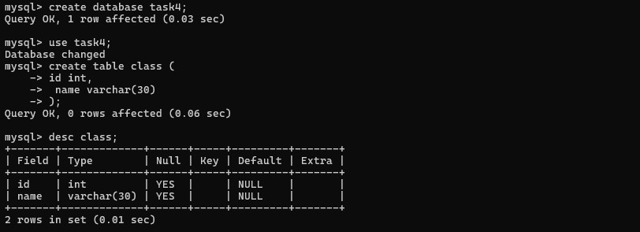 mysql> create database task4;
Query OK, 1 row affected (0.03 sec)

mysql> use task4;
Database changed
mysql> create table class (
    -> id int,
    ->  name varchar(30)
    -> );
Query OK, 0 rows affected (0.06 sec)

mysql> desc class;
+-------+-------------+------+-----+---------+-------+
| Field | Type        | Null | Key | Default | Extra |
+-------+-------------+------+-----+---------+-------+
| id    | int         | YES  |     | NULL    |       |
| name  | varchar(30) | YES  |     | NULL    |       |
+-------+-------------+------+-----+---------+-------+
2 rows in set (0.01 sec)